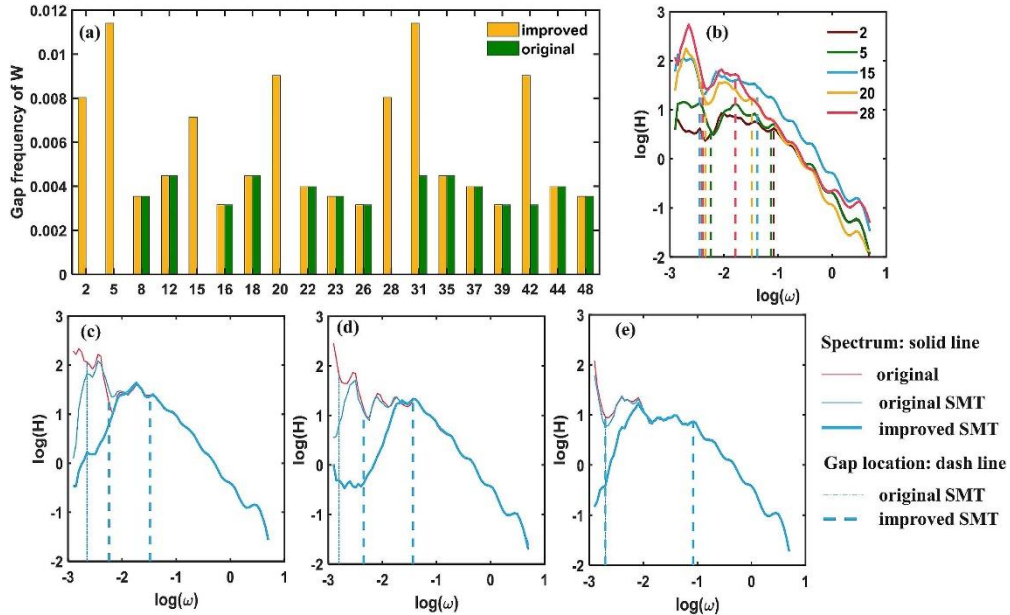 (a)
improved
original
Gap frequency of W
0.012
0.01
0.008
0.006
0.004
0.002
0
2 5 8 12 15 16 18 20 22 23 26 28 31 35 37 39 42 44 48
(b)
2
5
15
20
28
log(H)
3
2
1
0
-1
2
-3 -2 -1 0 1
log(ω)
(c)
log(H)
3
2
1
0
-1
-2
-3 -2 -1 0 1
log(ω)
(d)
log(H)
3
2
1
0
-1
-2
-3 -2 -1 0 1
log(ω)
(e)
log(H)
3
2
1
0
-1
-2
-3 -2 -1 0 1
log(ω)
Spectrum: solid line
original
original SMT
improved SMT
Gap location: dash line
original SMT
improved SMT